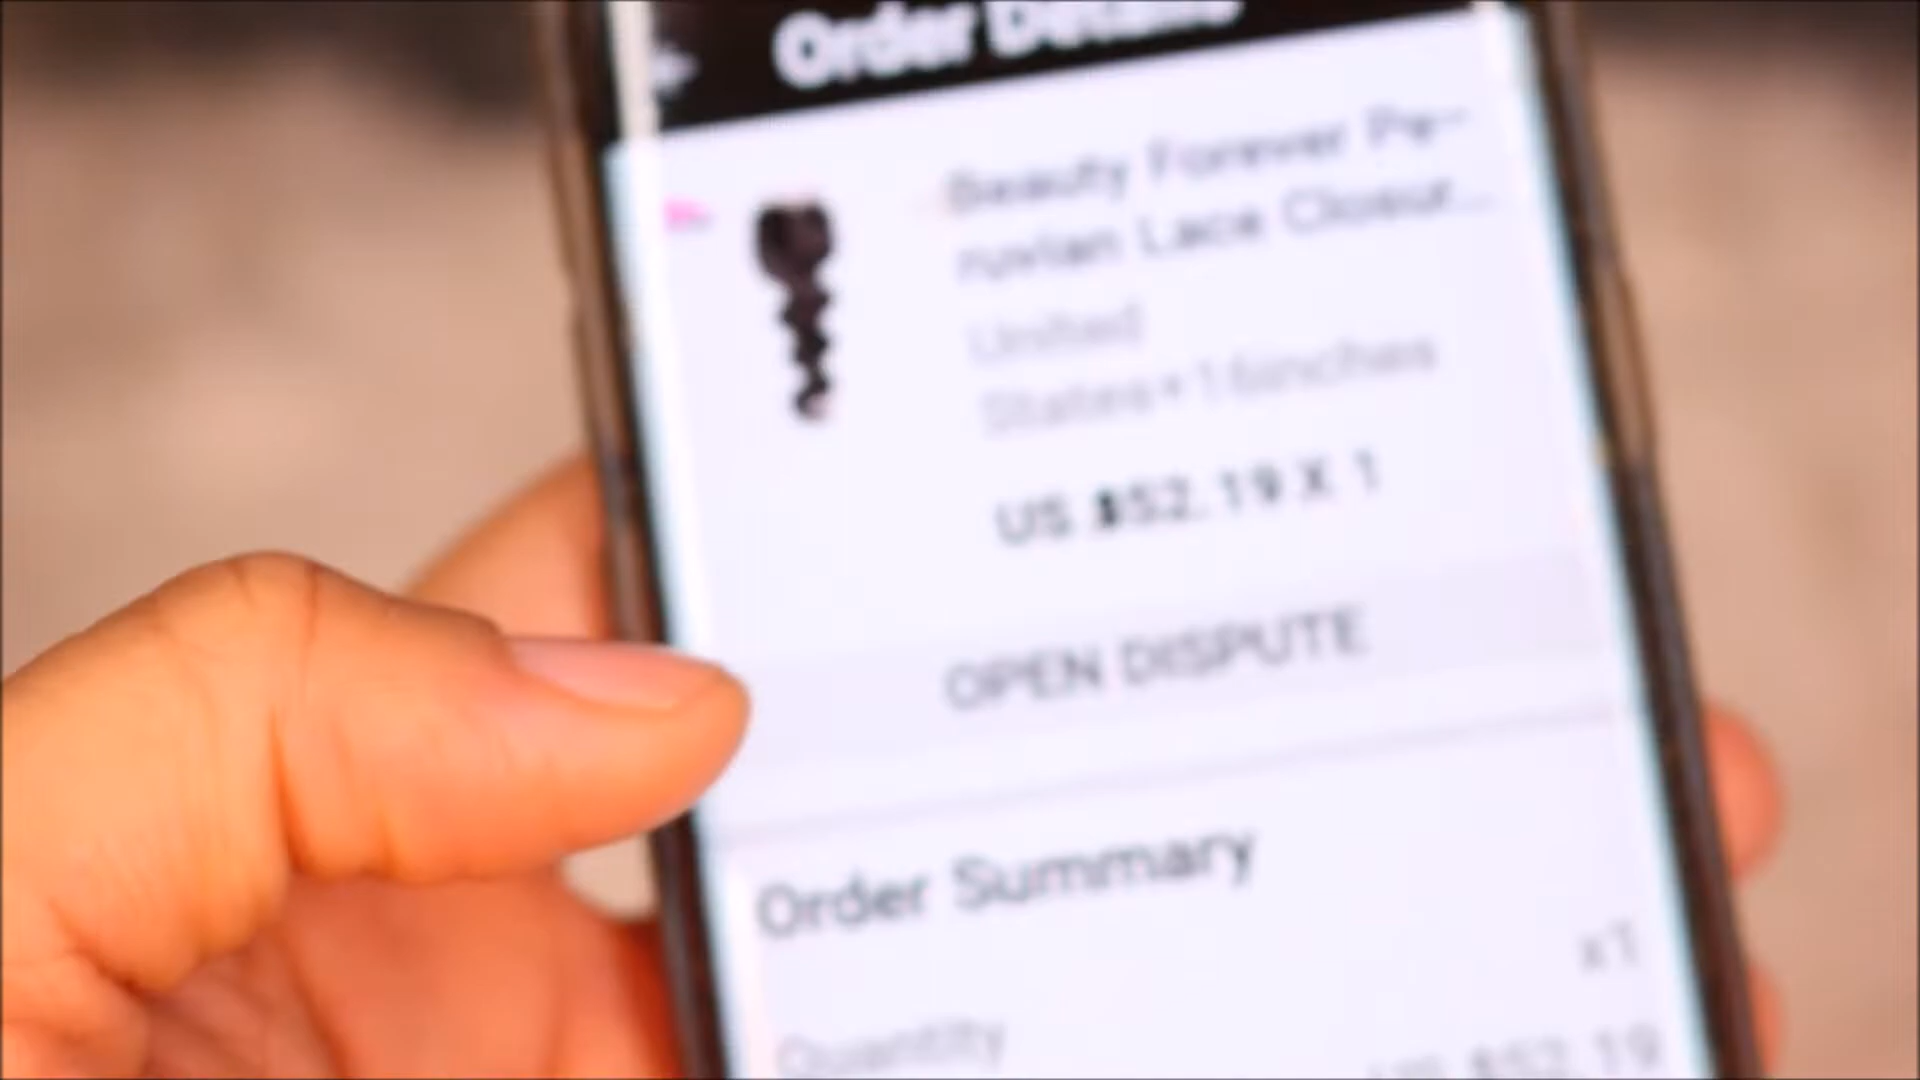 Order Details
Beauty Forever Pe-
ruvian Lace Closur...
United
States+16inches
US $52.19 X 1
OPEN DISPUTE
Order Summary
x1
Quantity
US $52.19